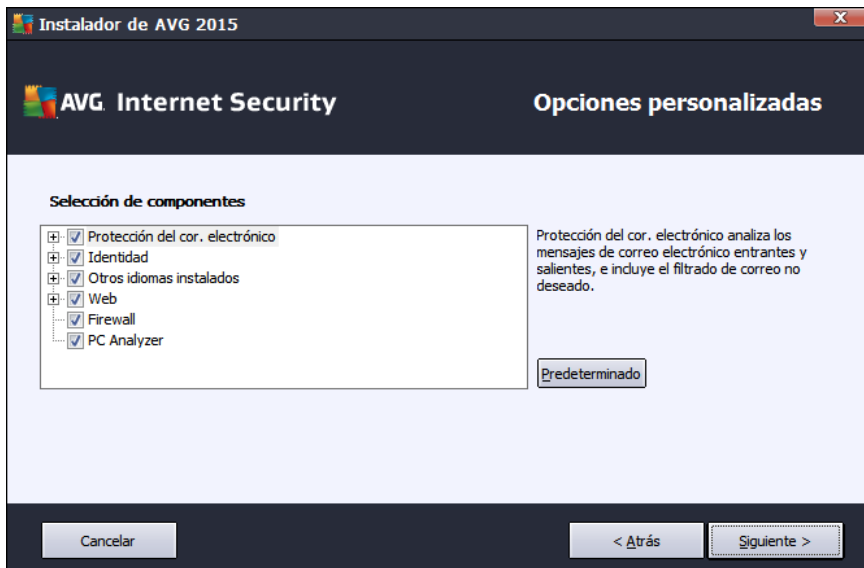 Instalador de AVG 2015
AVG. Internet Security
Opciones personalizadas
Selección de componentes
Protección del cor. electrónico
Identidad
Otros idiomas instalados
Web
Firewall
PC Analyzer
Protección del cor. electrónico analiza los
mensajes de correo electrónico entrantes y
salientes, e incluye el filtrado de correo no
deseado.
Predeterminado
Cancelar
< Atrás
Siguiente >